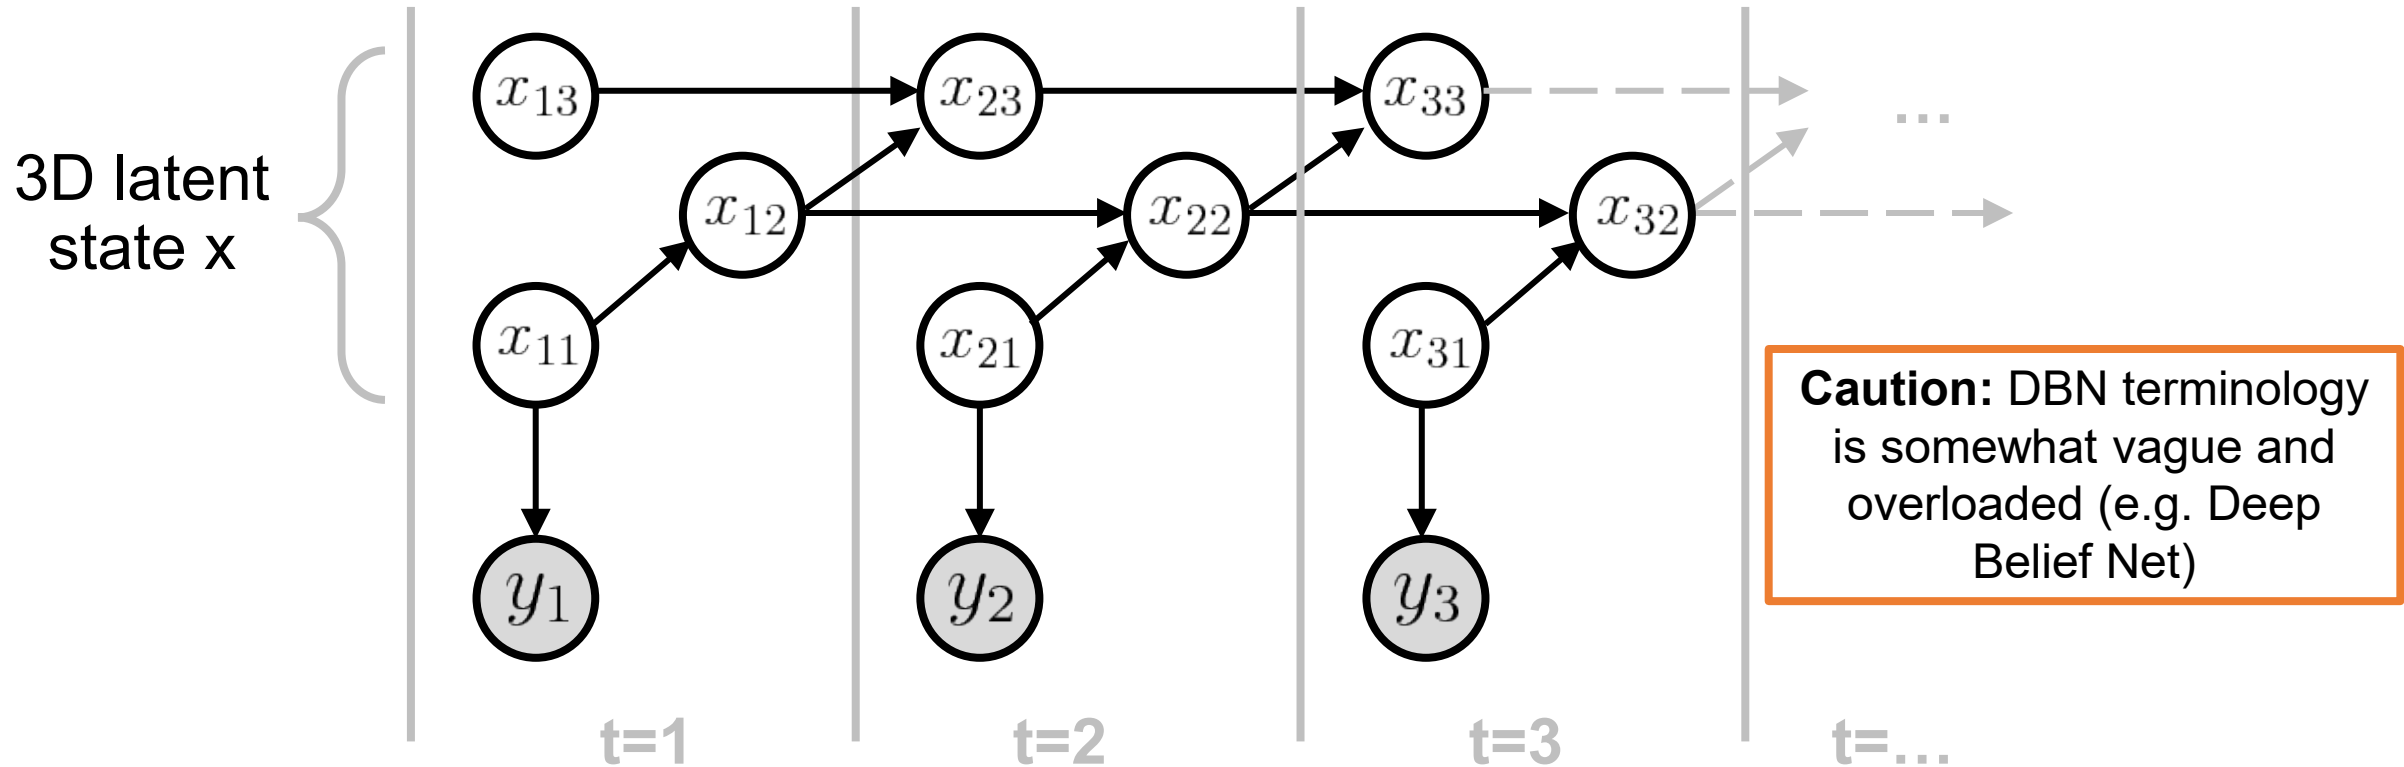 3D latent
state x
x₁₃
x₂₃
x₃₃
...
x₁₂
x₂₂
x₃₂
x₁₁
x₂₁
x₃₁
y₁
y₂
y₃
Caution: DBN terminology
is somewhat vague and
overloaded (e.g. Deep
Belief Net)
t=1
t=2
t=3
t=...